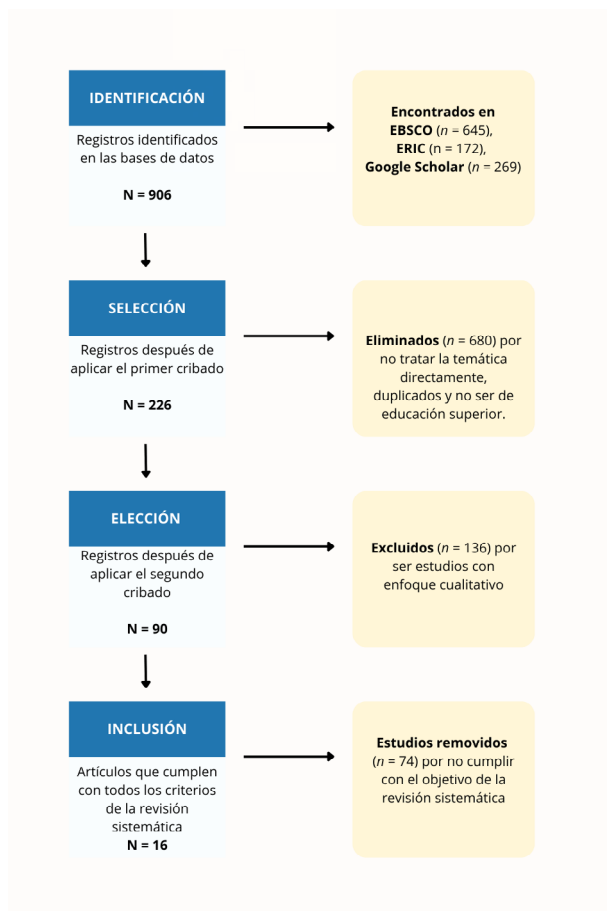 IDENTIFICACIÓN
Registros identificados
en las bases de datos
N = 906
Encontrados en
EBSCO (n = 645),
ERIC (n = 172),
Google Scholar (n = 269)
SELECCIÓN
Registros después de
aplicar el primer cribado
N = 226
Eliminados (n = 680) por
no tratar la temática
directamente,
duplicados y no ser de
educación superior.
ELECCIÓN
Registros después de
aplicar el segundo
cribado
N = 90
Excluidos (n = 136) por
ser estudios con
enfoque cualitativo
INCLUSIÓN
Artículos que cumplen
con todos los criterios
de la revisión
sistemática
N = 16
Estudios removidos
(n = 74) por no cumplir
con el objetivo de la
revisión sistemática